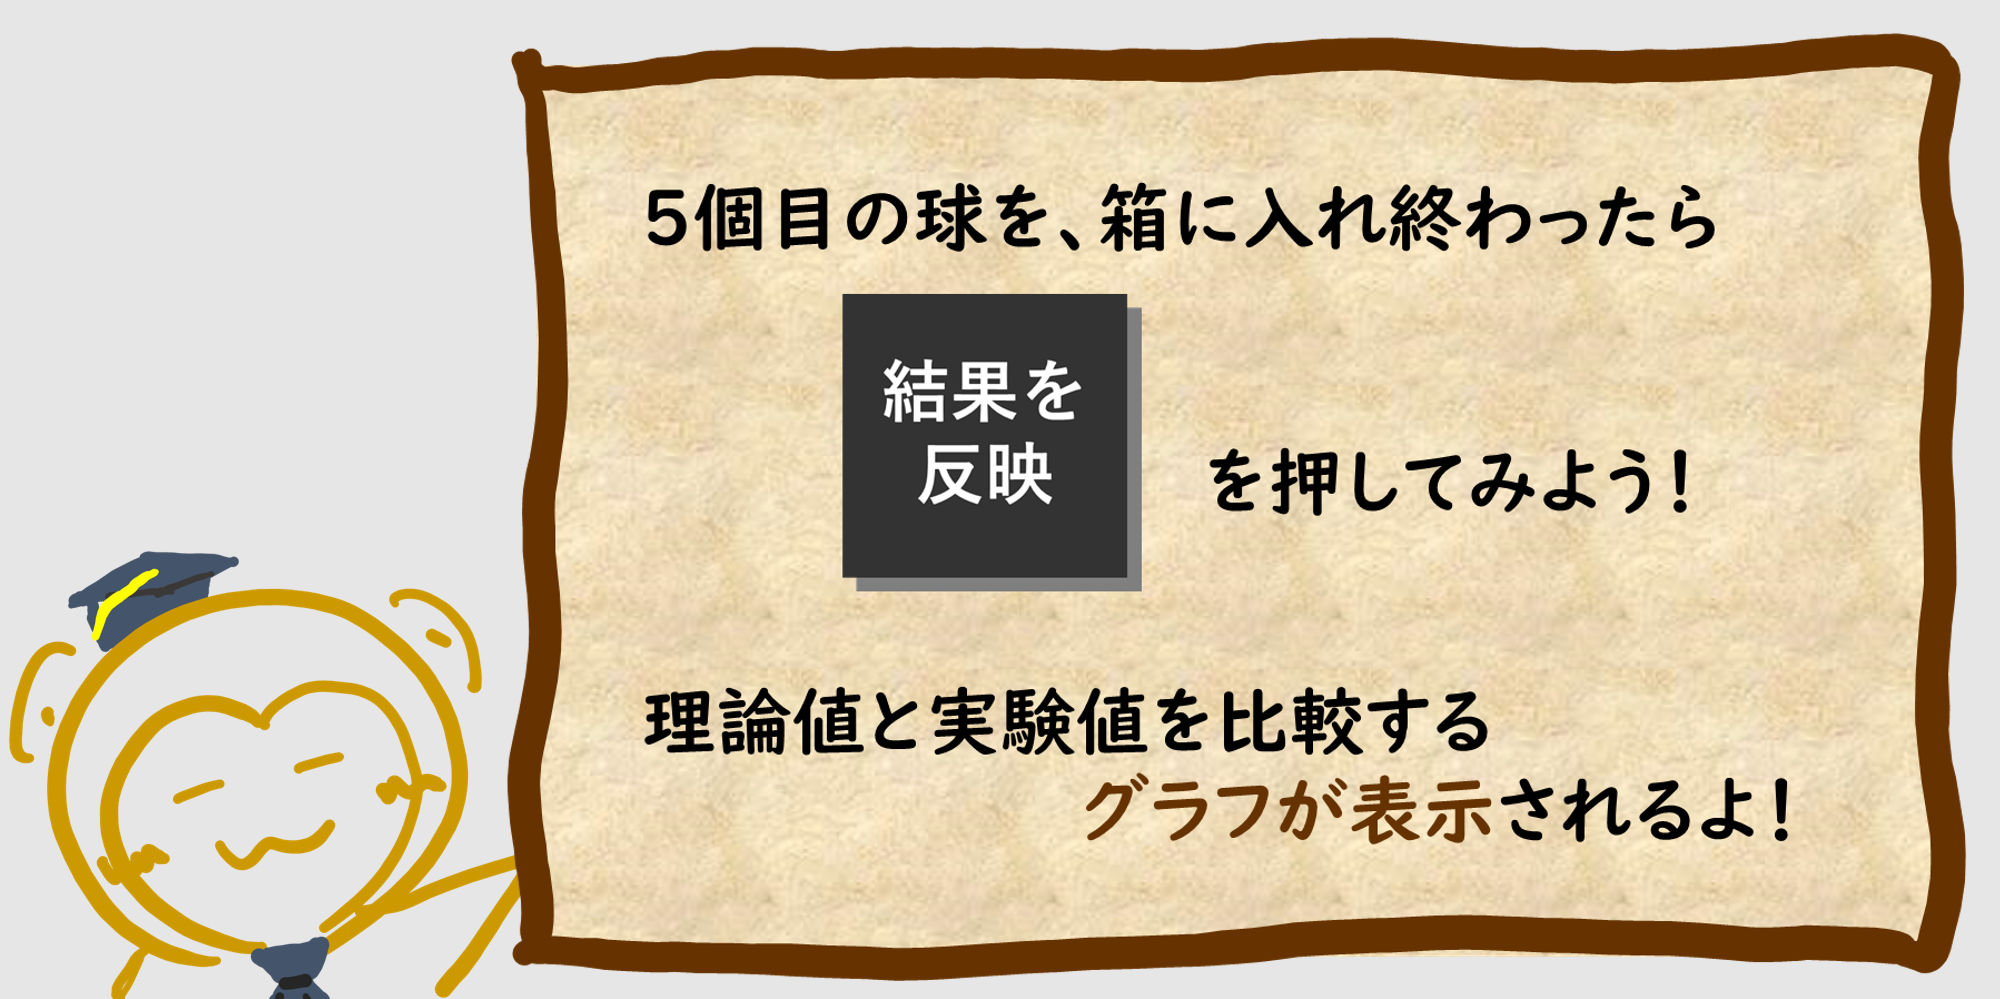 5個目の球を、箱に入れ終わったら
結果を
反映
を押してみよう!
理論値と実験値を比較する
グラフが表示されるよ!